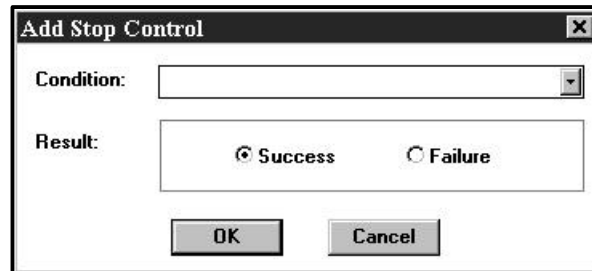 Add Stop Control
Condition:
Result:
Success Failure
OK Cancel